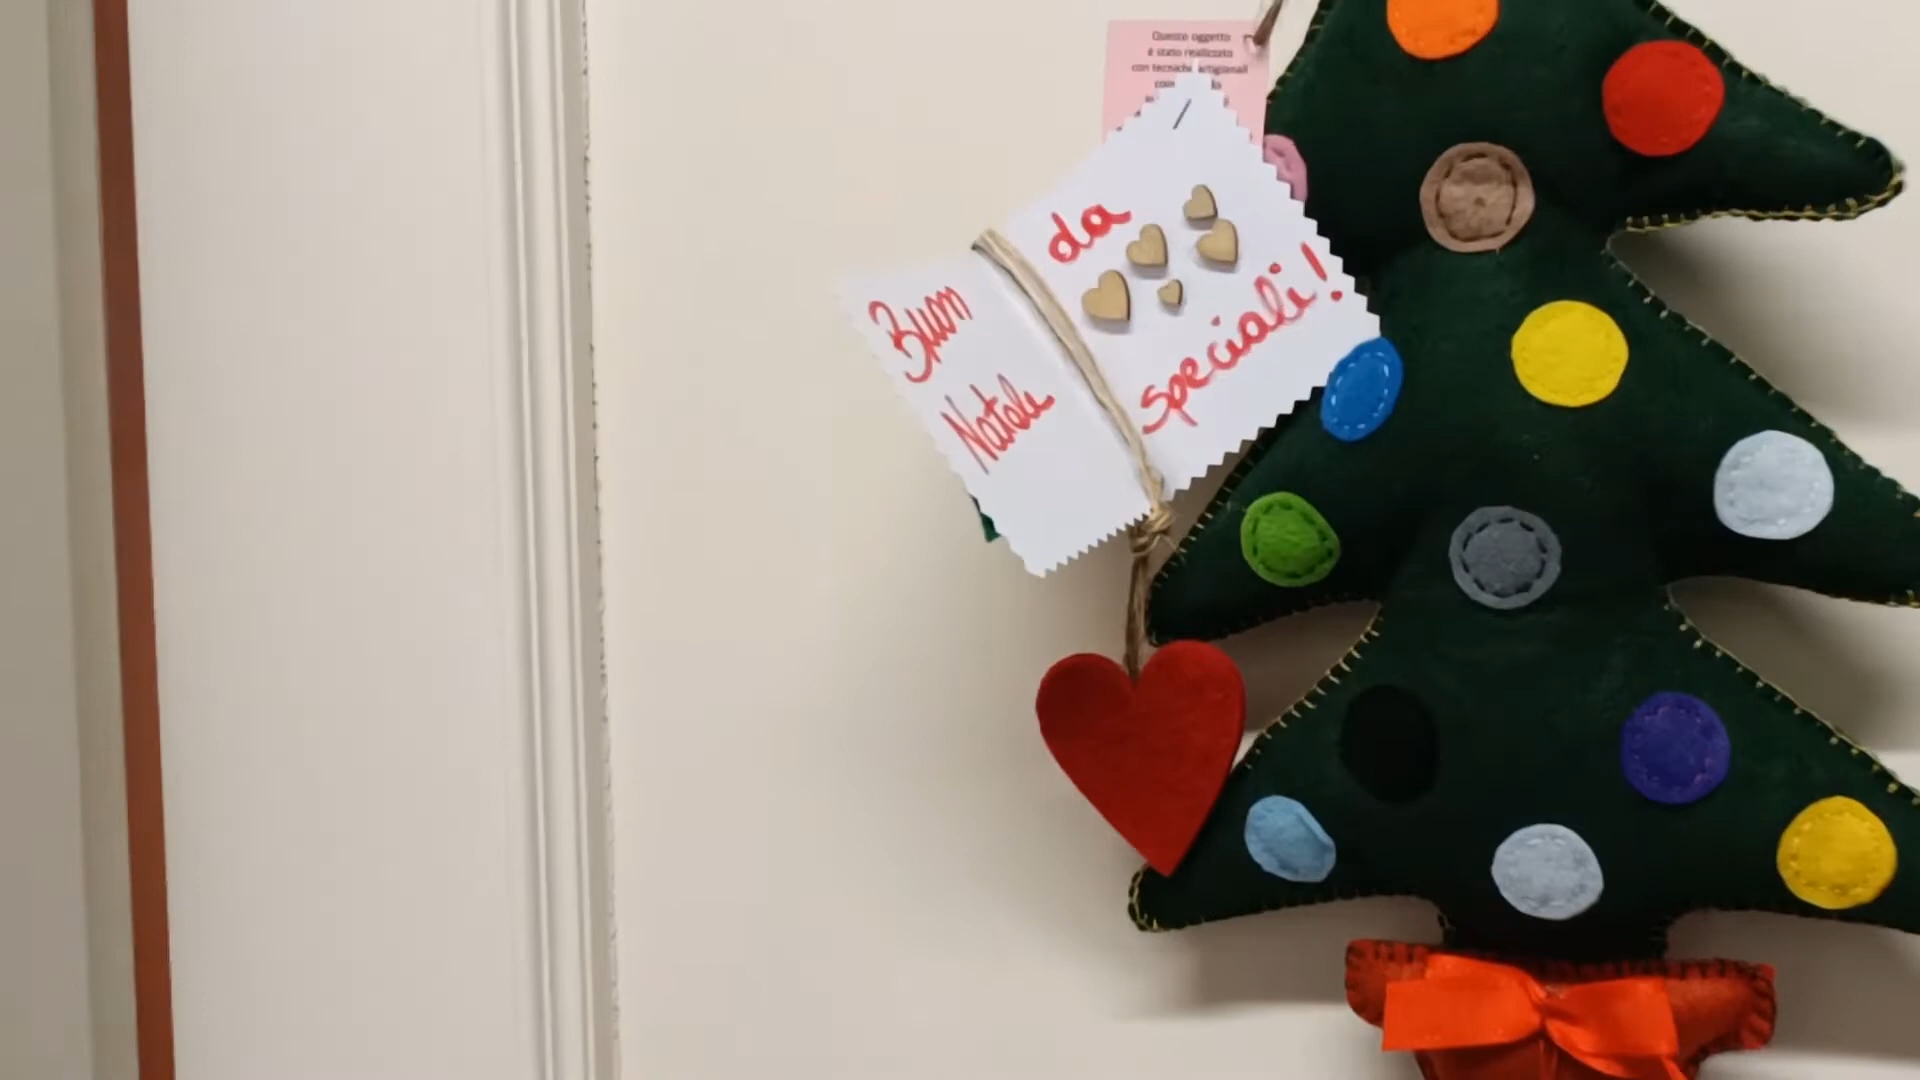 Questo oggetto
è stato realizzato
con tecniche artigianali
Buon
Natale
da
speciali!